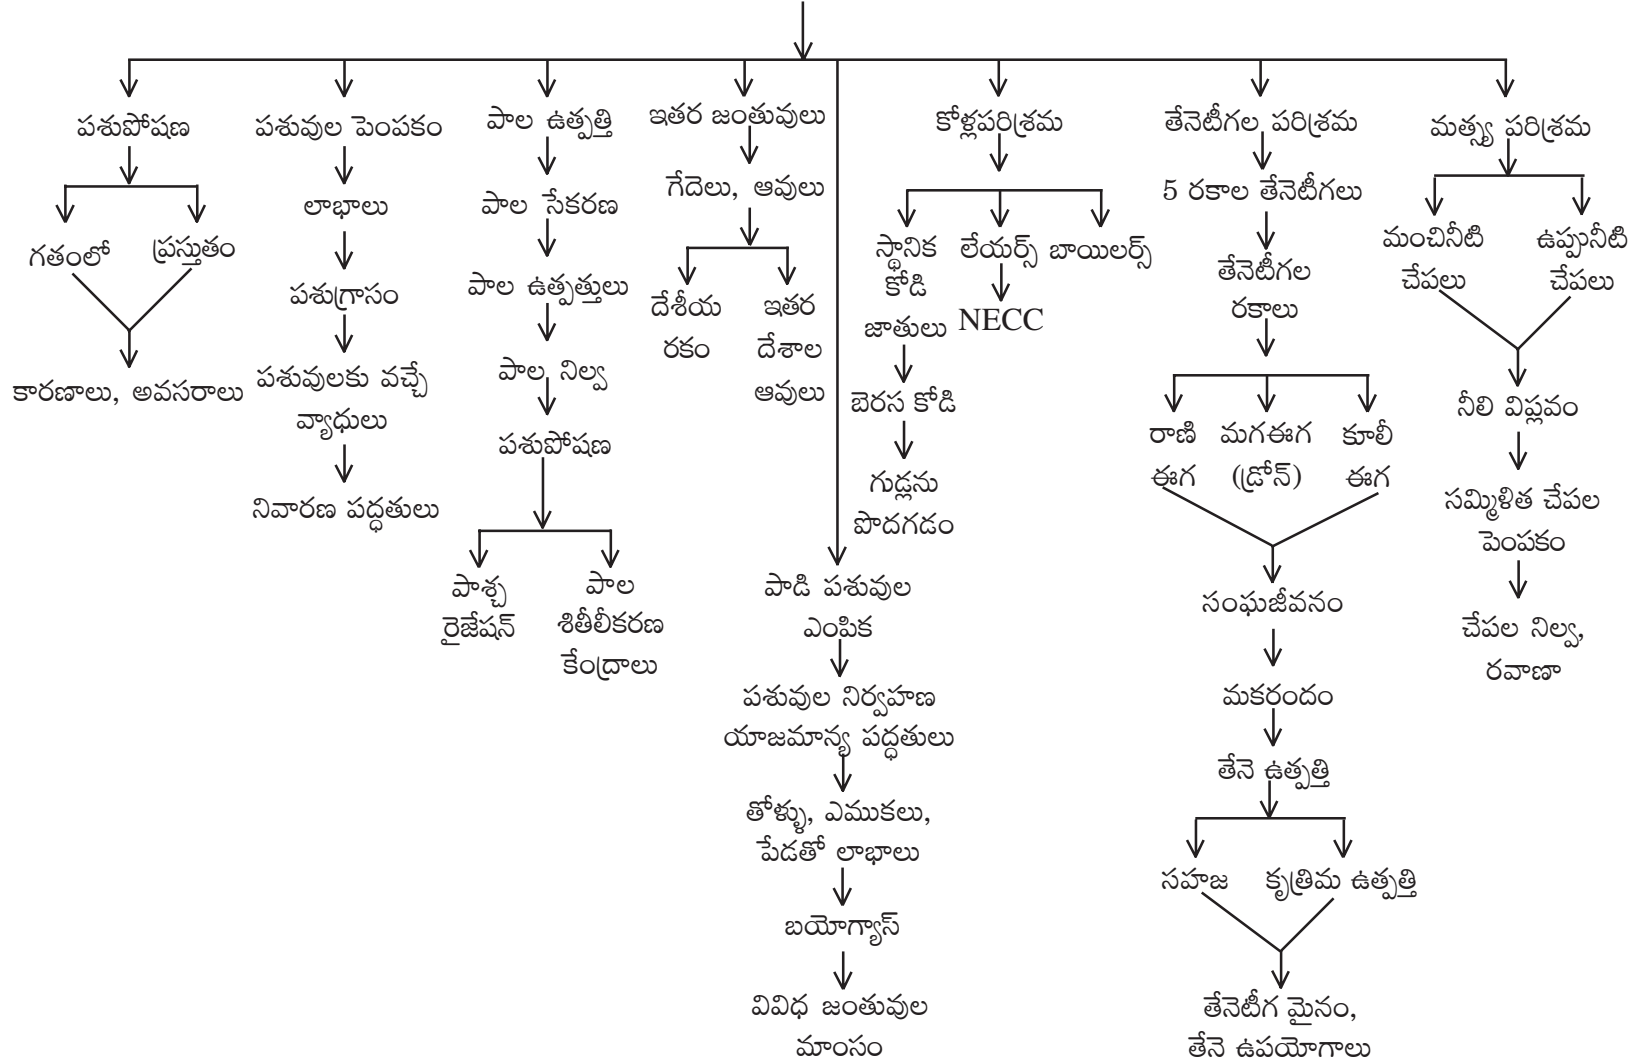 పశుపోషణ
గతంలో
ప్రస్తుతం
కారణాలు, అవసరాలు
పశువుల పెంపకం
లాభాలు
పశుగ్రాసం
పశువులకు వచ్చే
వ్యాధులు
నివారణ పద్ధతులు
పాల ఉత్పత్తి
పాల సేకరణ
పాల ఉత్పత్తులు
పాల నిల్వ
పశుపోషణ
పాశ్చ
రైజేషన్
పాల
శితీలీకరణ
కేంద్రాలు
ఇతర జంతువులు
గేదెలు, ఆవులు
దేశీయ
రకం
ఇతర
దేశాల
ఆవులు
పాడి పశువుల
ఎంపిక
పశువుల నిర్వహణ
యాజమాన్య పద్ధతులు
తోళ్ళు, ఎముకలు,
పేడతో లాభాలు
బయోగ్యాస్
వివిధ జంతువుల
మాంసం
కోళ్లపరిశ్రమ
స్థానిక
కోడి
జాతులు
బెరస కోడి
గుడ్లను
పొదగడం
లేయర్స్
NECC
బాయిలర్స్
తేనెటీగల పరిశ్రమ
5 రకాల తేనెటీగలు
తేనెటీగల
రకాలు
రాణి
ఈగ
మగఈగ
(డ్రోన్)
కూలీ
ఈగ
సంఘజీవనం
మకరందం
తేనె ఉత్పత్తి
సహజ
కృత్రిమ ఉత్పత్తి
తేనెటీగ మైనం,
తేనె ఉపయోగాలు
మత్స్య పరిశ్రమ
మంచినీటి
చేపలు
ఉప్పునీటి
చేపలు
నీలి విప్లవం
సమ్మిళిత చేపల
పెంపకం
చేపల నిల్వ,
రవాణా